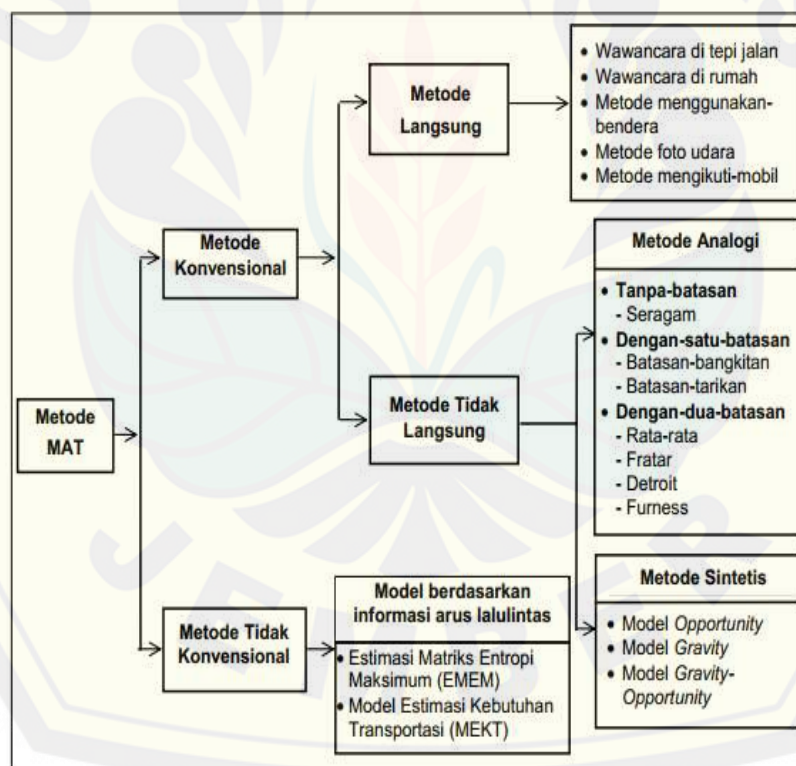 Metode
MAT
Metode
Konvensional
Metode
Langsung
• Wawancara di tepi jalan
• Wawancara di rumah
• Metode menggunakan-
bendera
• Metode foto udara
• Metode mengikuti-mobil
Metode Tidak
Langsung
Metode Analogi
• Tanpa-batasan
- Seragam
• Dengan-satu-batasan
- Batasan-bangkitan
- Batasan-tarikan
• Dengan-dua-batasan
- Rata-rata
- Fratar
- Detroit
- Furness
Metode Sintetis
• Model Opportunity
• Model Gravity
• Model Gravity-
Opportunity
Metode Tidak
Konvensional
Model berdasarkan
informasi arus lalulintas
• Estimasi Matriks Entropi
Maksimum (EMEM)
• Model Estimasi Kebutuhan
Transportasi (MEKT)
JEMBER